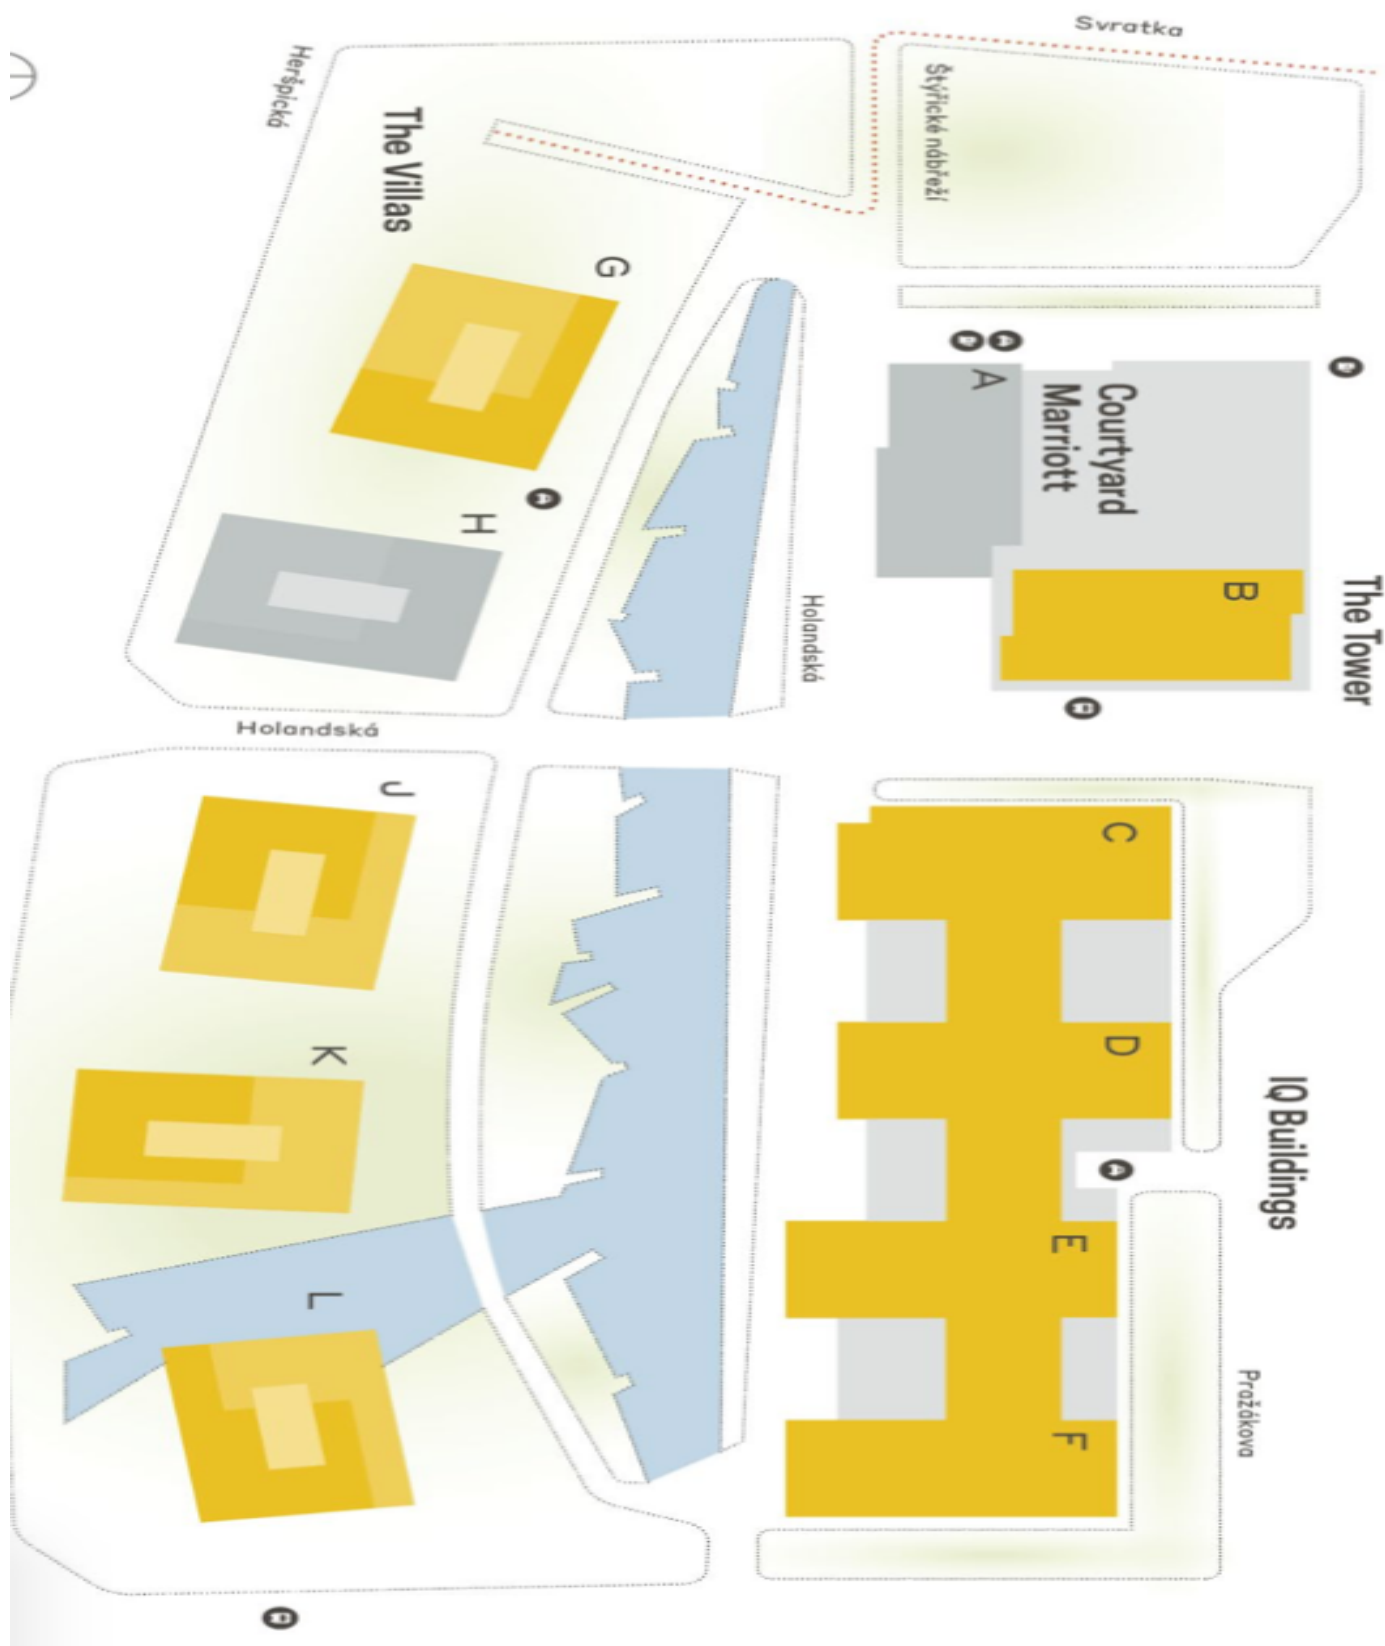 Svratka
Štýřické nábřeží
Heršpická
The Villas
G
H
A
Courtyard
Marriott
B
The Tower
Holandská
Holandská
J
K
L
C
D
E
F
IQ Buildings
Pražákova